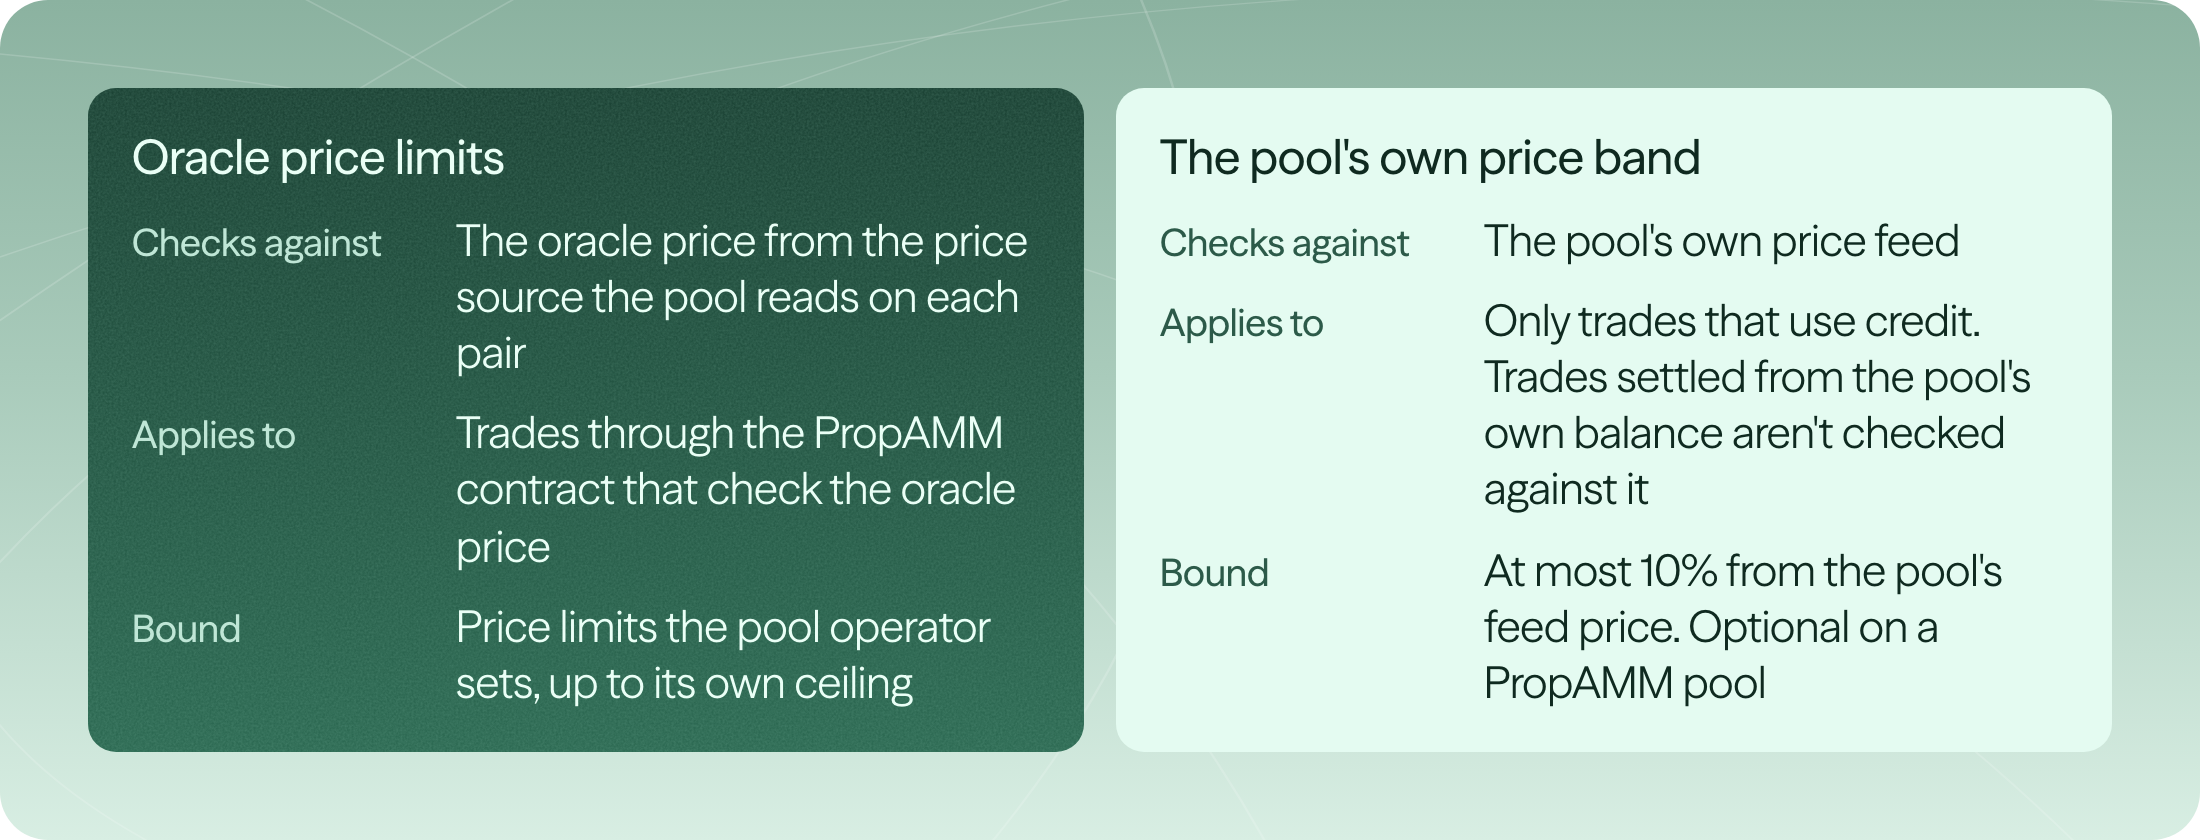 Oracle price limits
Checks against
The oracle price from the price
source the pool reads on each
pair
Applies to
Trades through the PropAMM
contract that check the oracle
price
Bound
Price limits the pool operator
sets, up to its own ceiling
The pool's own price band
Checks against
The pool's own price feed
Applies to
Only trades that use credit.
Trades settled from the pool's
own balance aren't checked
against it
Bound
At most 10% from the pool's
feed price. Optional on a
PropAMM pool